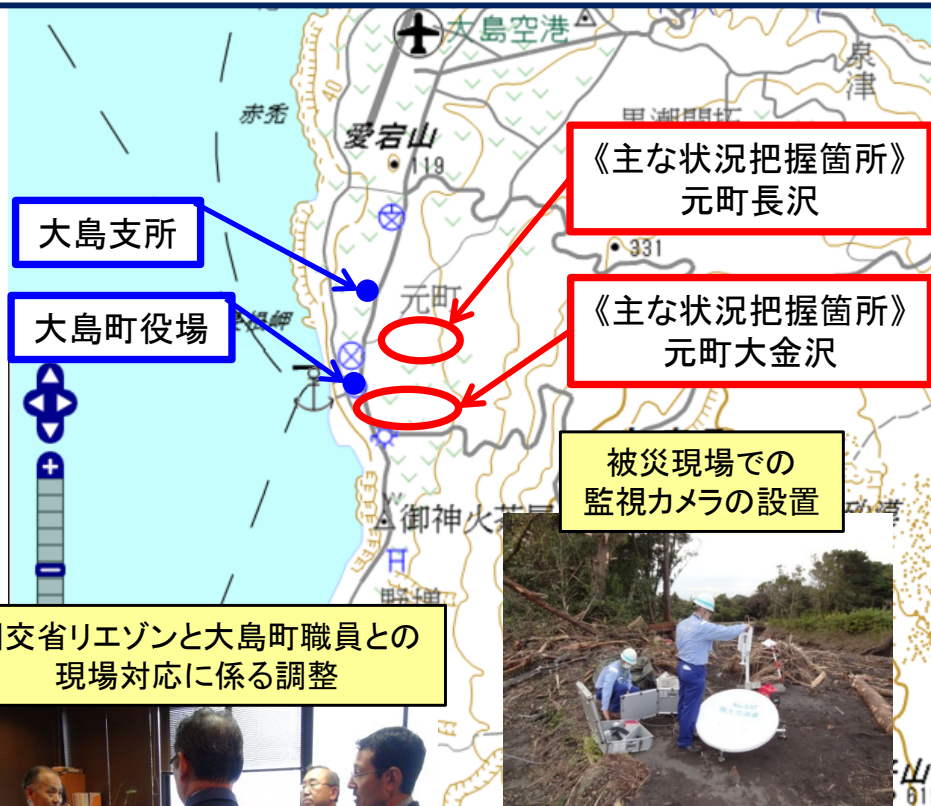 大島空港
泉津
赤禿
40
愛宕山
119
《主な状況把握箇所》
元町長沢
大島支所
331
元町
大島町役場
《主な状況把握箇所》
元町大金沢
被災現場での
監視カメラの設置
御神火茶屋
交省リエゾンと大島町職員との
現場対応に係る調整